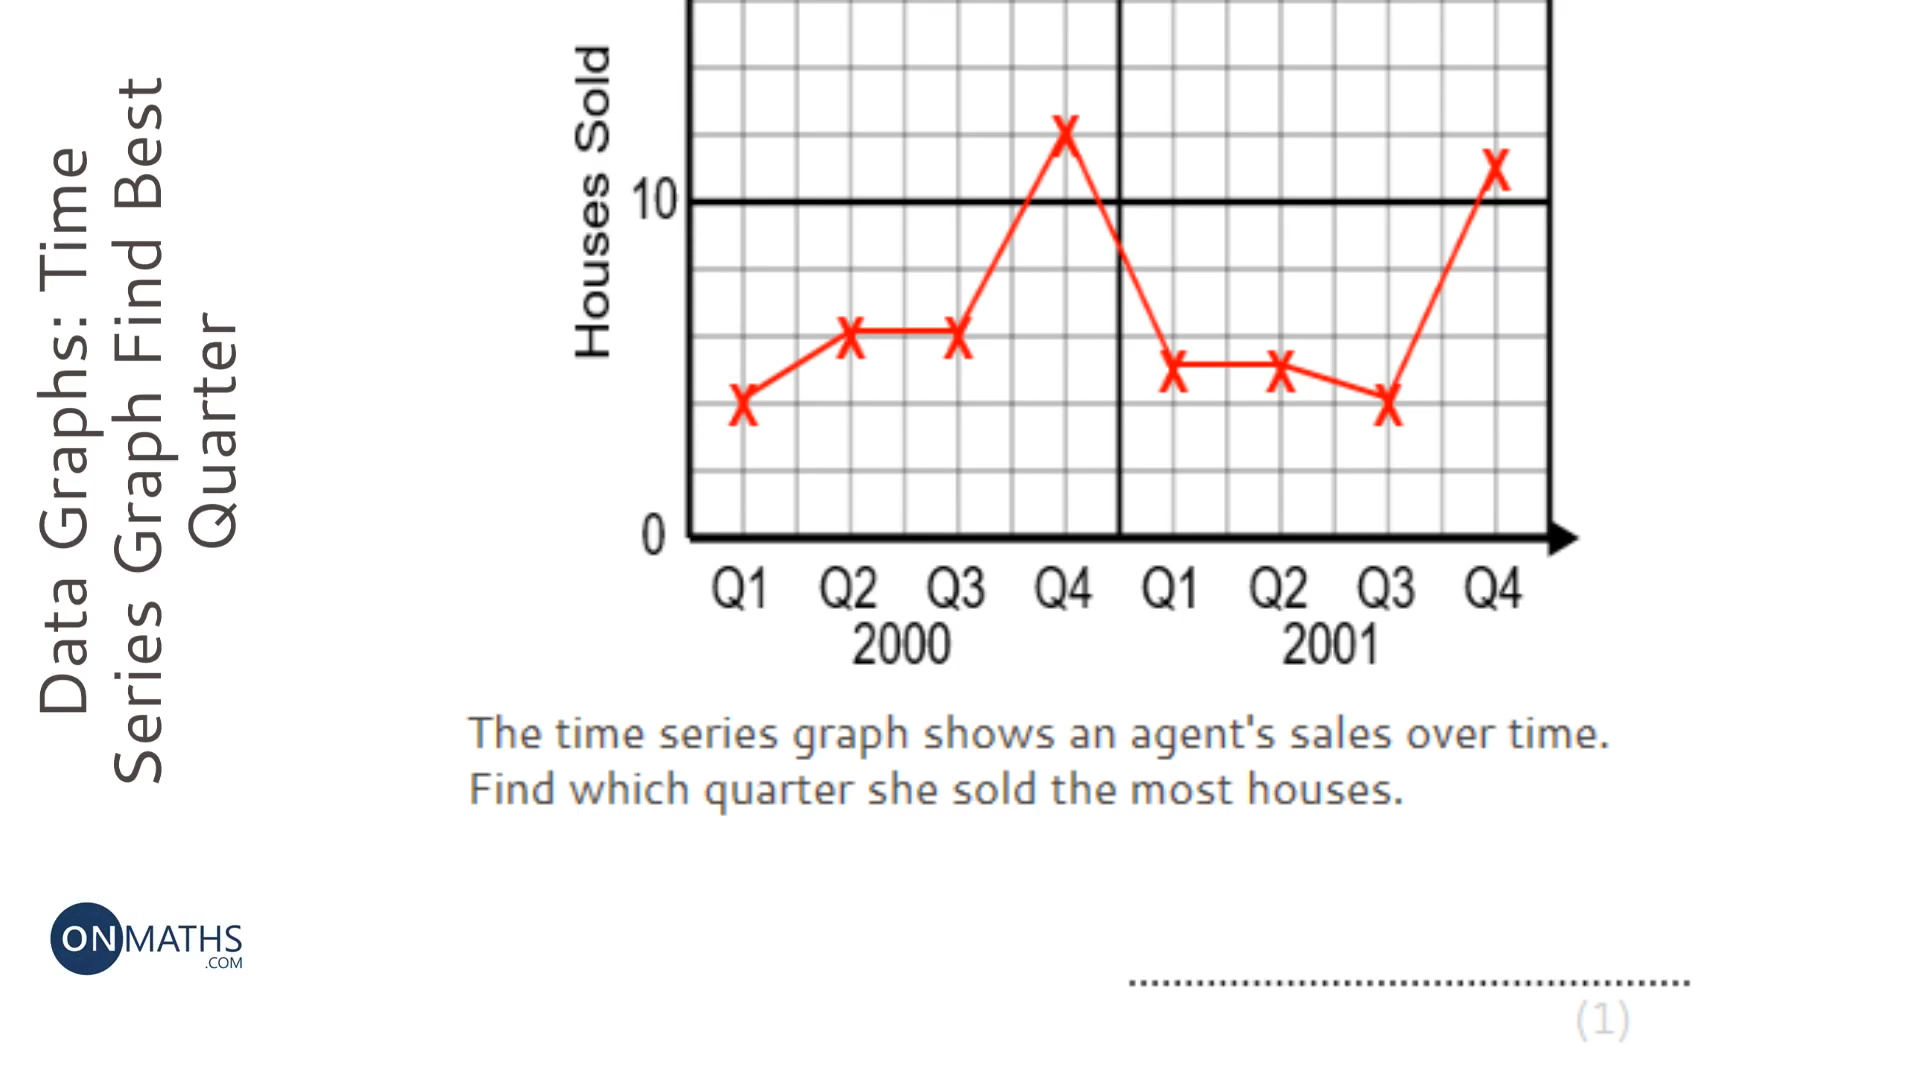 Data Graphs: Time
Series Graph Find Best
Quarter
Houses Sold
10
0
Q1 Q2 Q3 Q4 Q1 Q2 Q3 Q4
2000 2001
The time series graph shows an agent's sales over time.
Find which quarter she sold the most houses.
(1)
ONMATHS
.COM